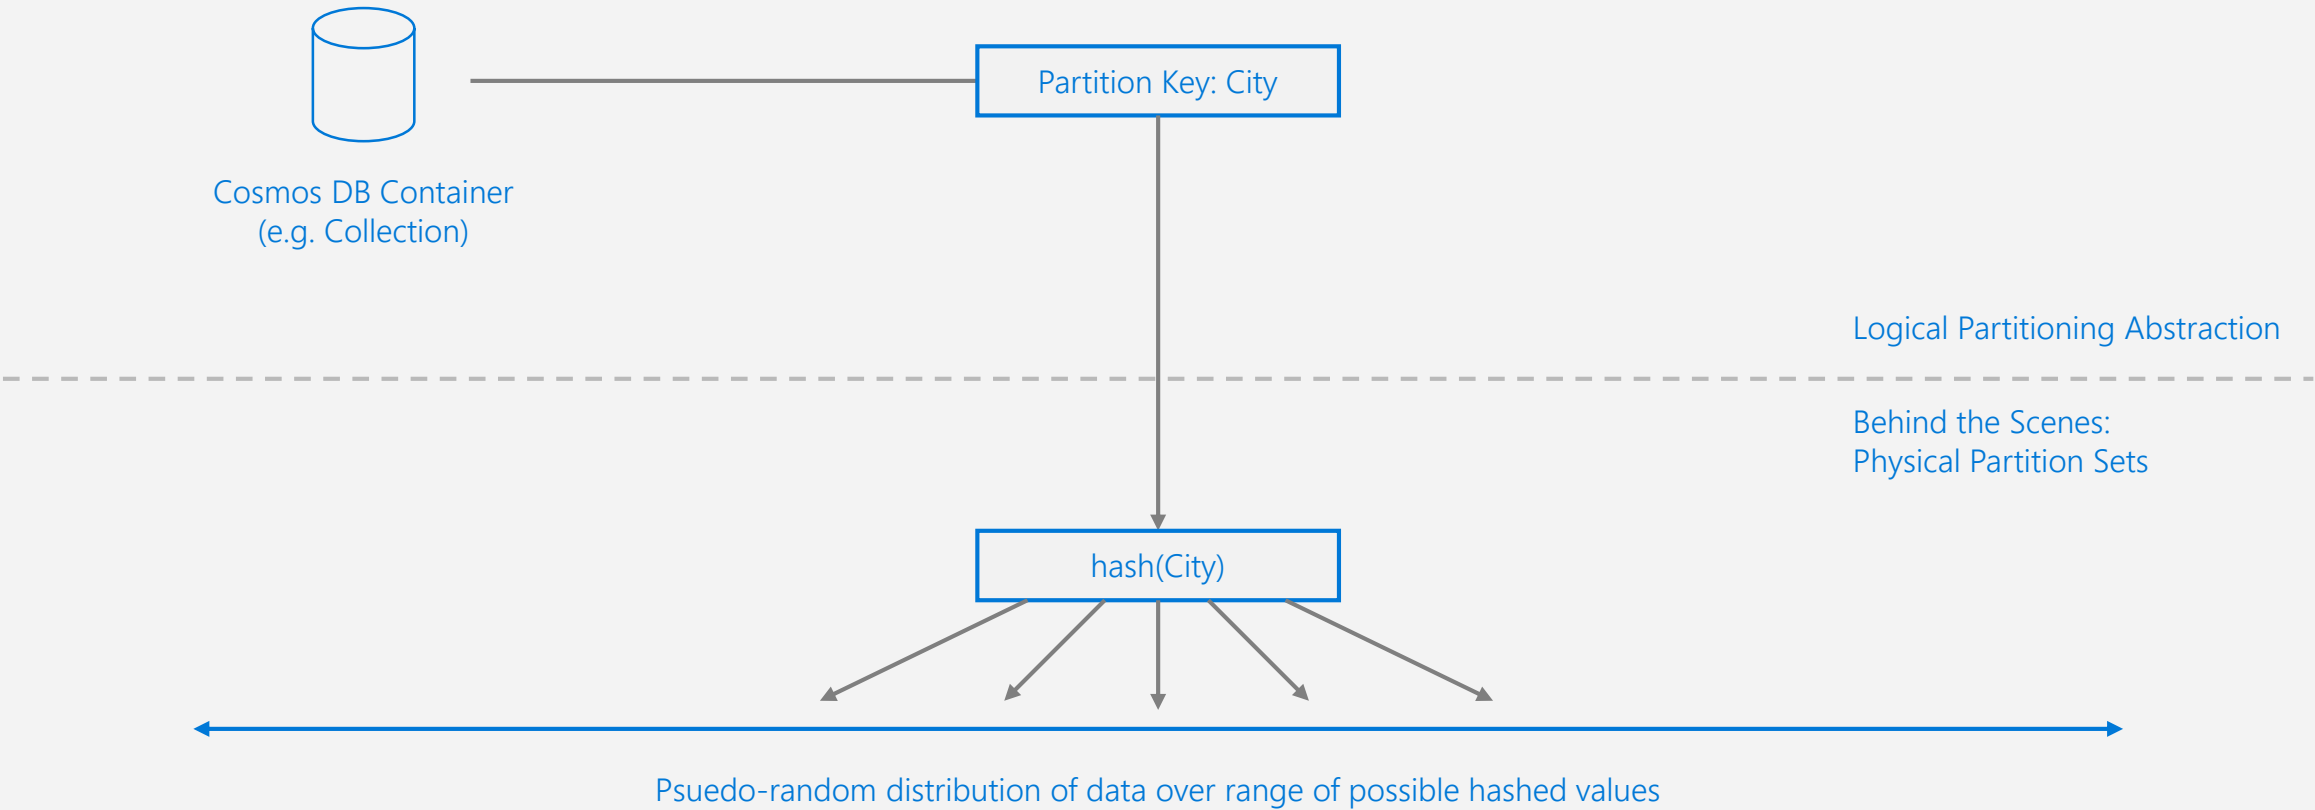 Partition Key: City
Cosmos DB Container
(e.g. Collection)
Logical Partitioning Abstraction
Behind the Scenes:
Physical Partition Sets
hash(City)
Psuedo-random distribution of data over range of possible hashed values